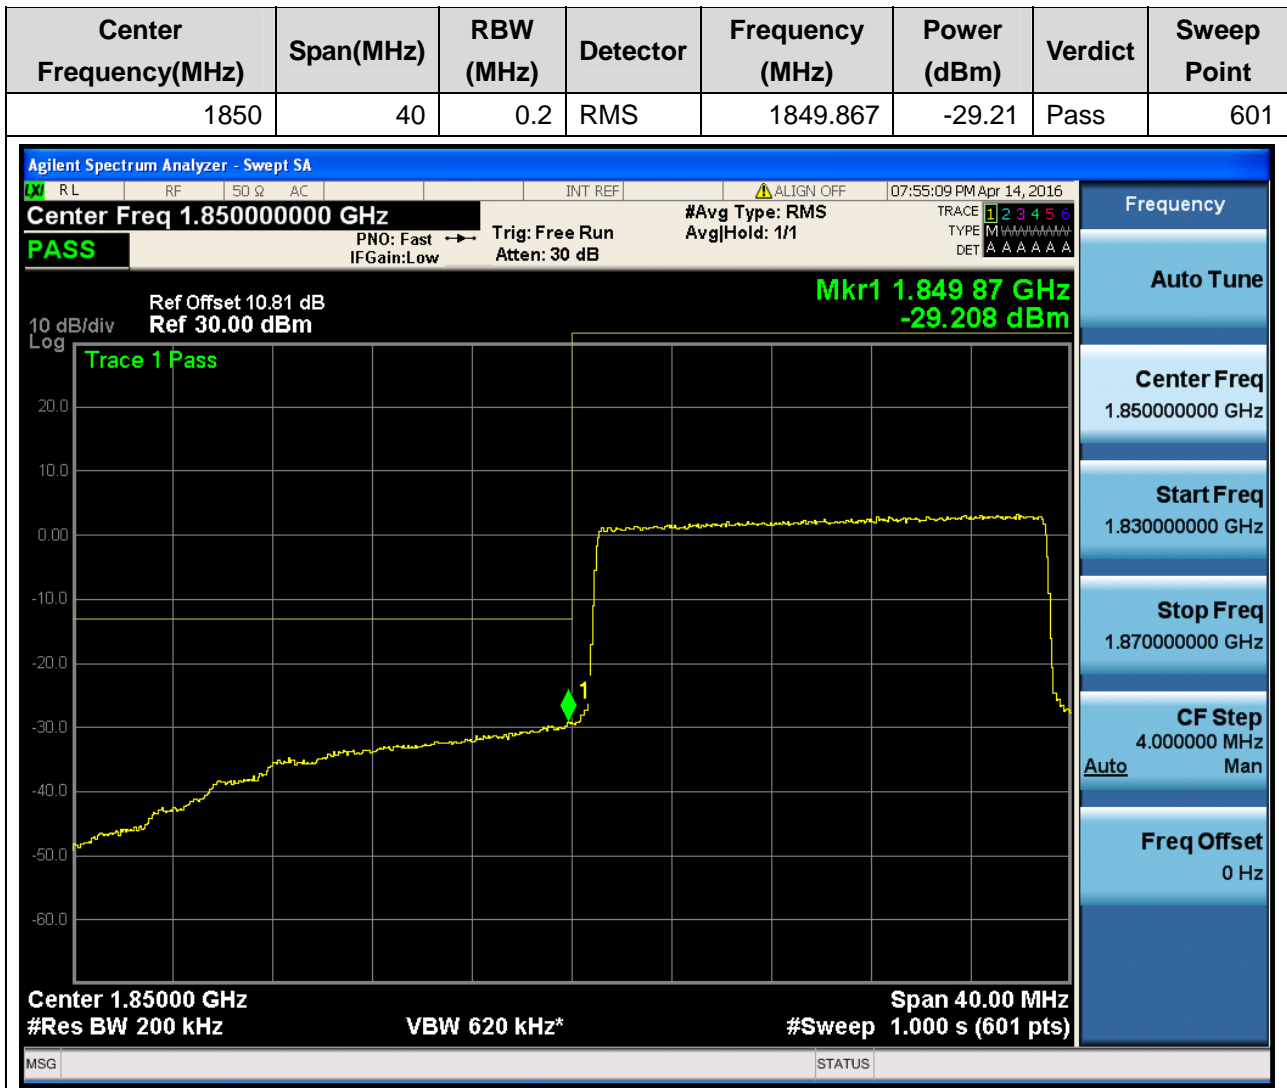 Center Frequency(MHz) Span(MHz) RBW (MHz) Detector Frequency (MHz) Power (dBm) Verdict Sweep Point
1850 40 0.2 RMS 1849.867 -29.21 Pass 601
Agilent Spectrum Analyzer - Swept SA
LXI RL RF 50 Ω AC INT REF ALIGN OFF 07:55:09 PM Apr 14, 2016
Center Freq 1.850000000 GHz
PASS
PNO: Fast
IFGain:Low
Trig: Free Run
Atten: 30 dB
#Avg Type: RMS
Avg|Hold: 1/1
TRACE 1 2 3 4 5 6
TYPE M WWWWW
DET A A A A A A
Mkr1 1.849 87 GHz
-29.208 dBm
Ref Offset 10.81 dB
10 dB/div Ref 30.00 dBm
Log
Trace 1 Pass
20.0
10.0
0.00
-10.0
-20.0
-30.0
-40.0
-50.0
-60.0
1
Center 1.85000 GHz Span 40.00 MHz
#Res BW 200 kHz VBW 620 kHz* #Sweep 1.000 s (601 pts)
MSG STATUS
Frequency
Auto Tune
Center Freq
1.850000000 GHz
Start Freq
1.830000000 GHz
Stop Freq
1.870000000 GHz
CF Step
4.000000 MHz
Auto Man
Freq Offset
0 Hz